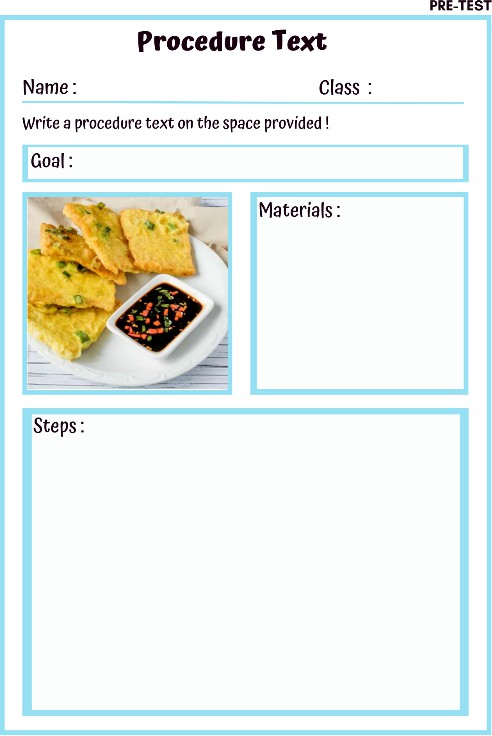 PRE-TEST
Procedure Text
Name : Class :
Write a procedure text on the space provided !
Goal :
Materials :
Steps :